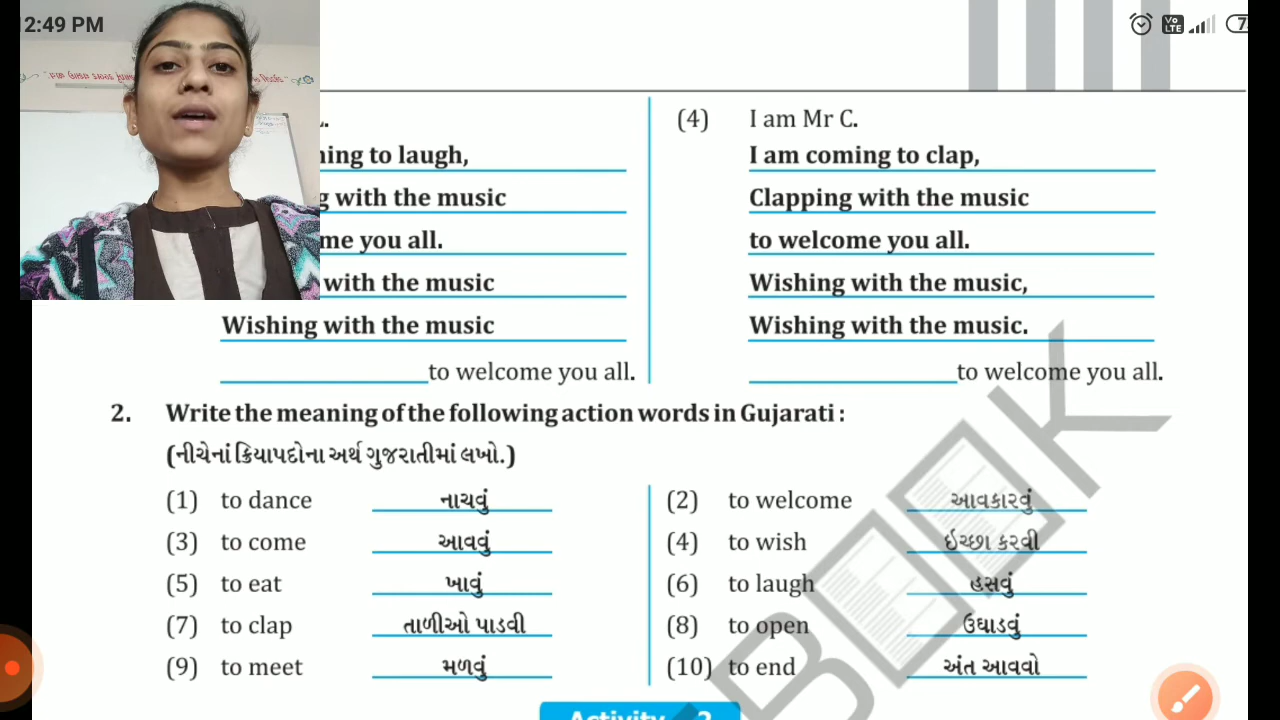 2:49 PM
Vo LTE
(4) I am Mr C.
to laugh, I am coming to clap,
with the music Clapping with the music
you all. to welcome you all.
with the music Wishing with the music,
Wishing with the music Wishing with the music.
to welcome you all. to welcome you all.
2. Write the meaning of the following action words in Gujarati :
(નીચેનાં ક્રિયાપદોના અર્થ ગુજરાતીમાં લખો.)
(1) to dance નાચવું (2) to welcome આવકારવું
(3) to come આવવું (4) to wish ઈચ્છા કરવી
(5) to eat ખાવું (6) to laugh હસવું
(7) to clap તાળીઓ પાડવી (8) to open ઉઘાડવું
(9) to meet મળવું (10) to end અંત આવવો
Activity